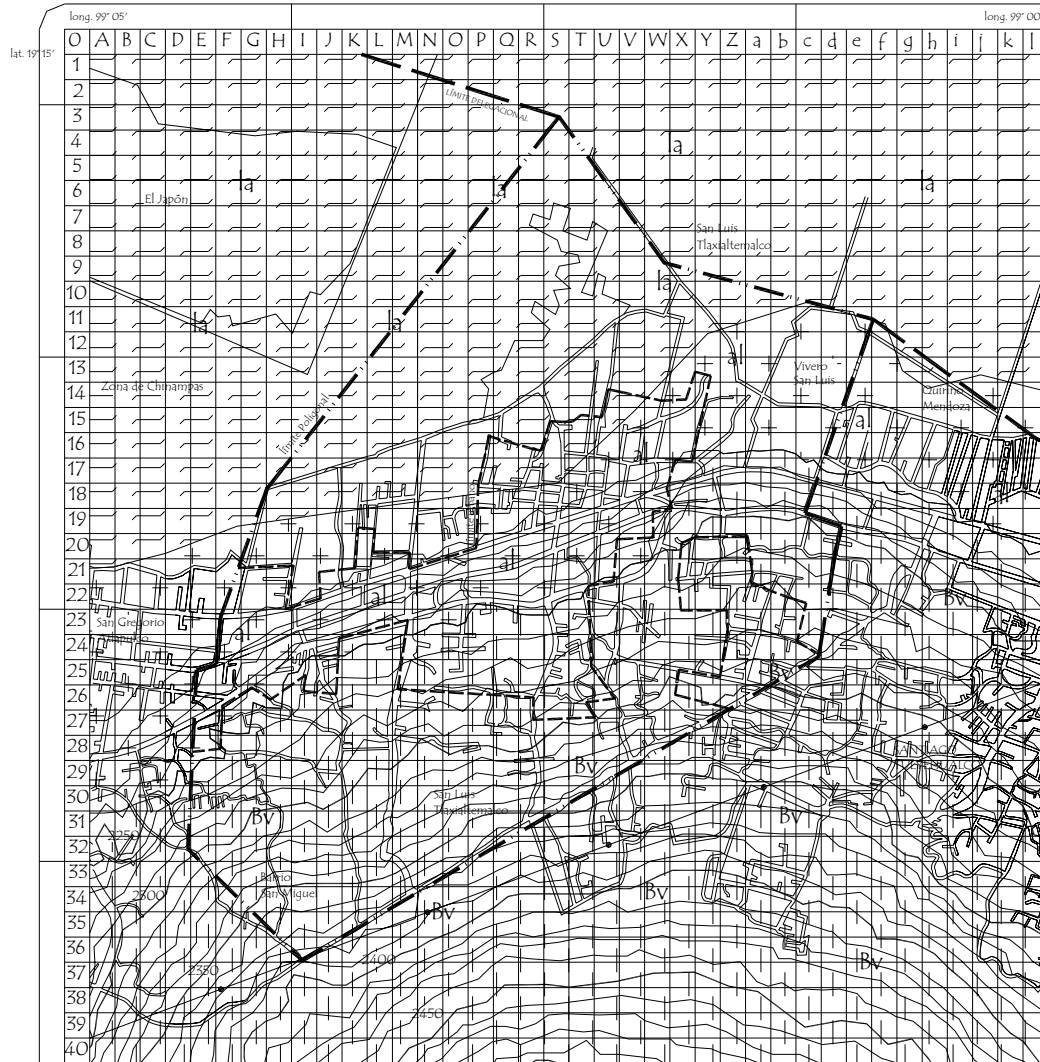 long. 99° 05'
long. 99° 00
lat. 19° 15'
0 A B C D E F G H I J K L M N O P Q R S T U V W X Y Z a b c d e f g h i j k l
1
2
LÍMITE DELEGACIONAL
3
4
la
5
6
la
la
la
El Japón
7
San Luis
Tlaxialtemalco
8
9
la
10
11
la
la
12
al
13
Vivero
San Luis
Zona de Chinampas
14
Quirino
Mendoza
15
al
límite Poligonal
16
al
17
18
19
20
al
21
22
al
Bv
23
San Gregorio
al
24
25
B
26
27
28
SANTIAGO
29
Bv
30
San Luis
Tlaxialtemalco
31
Bv
Bv
2250
32
33
Barrio
San Miguel
34
2300
Bv
35
Bv
36
2400
37
2350
Bv
38
39
2450
40